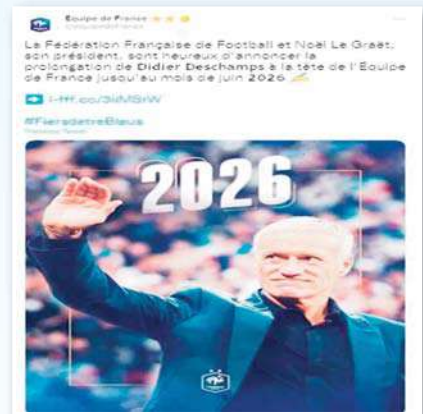 Equipe de France
La Fédération Française de Football et Noël Le Graët,
son président, sont heureux d'annoncer la
prolongation de Didier Deschamps à la tête de l'Équipe
de France jusqu'au mois de juin 2026
#FiersdetreBleus
2026